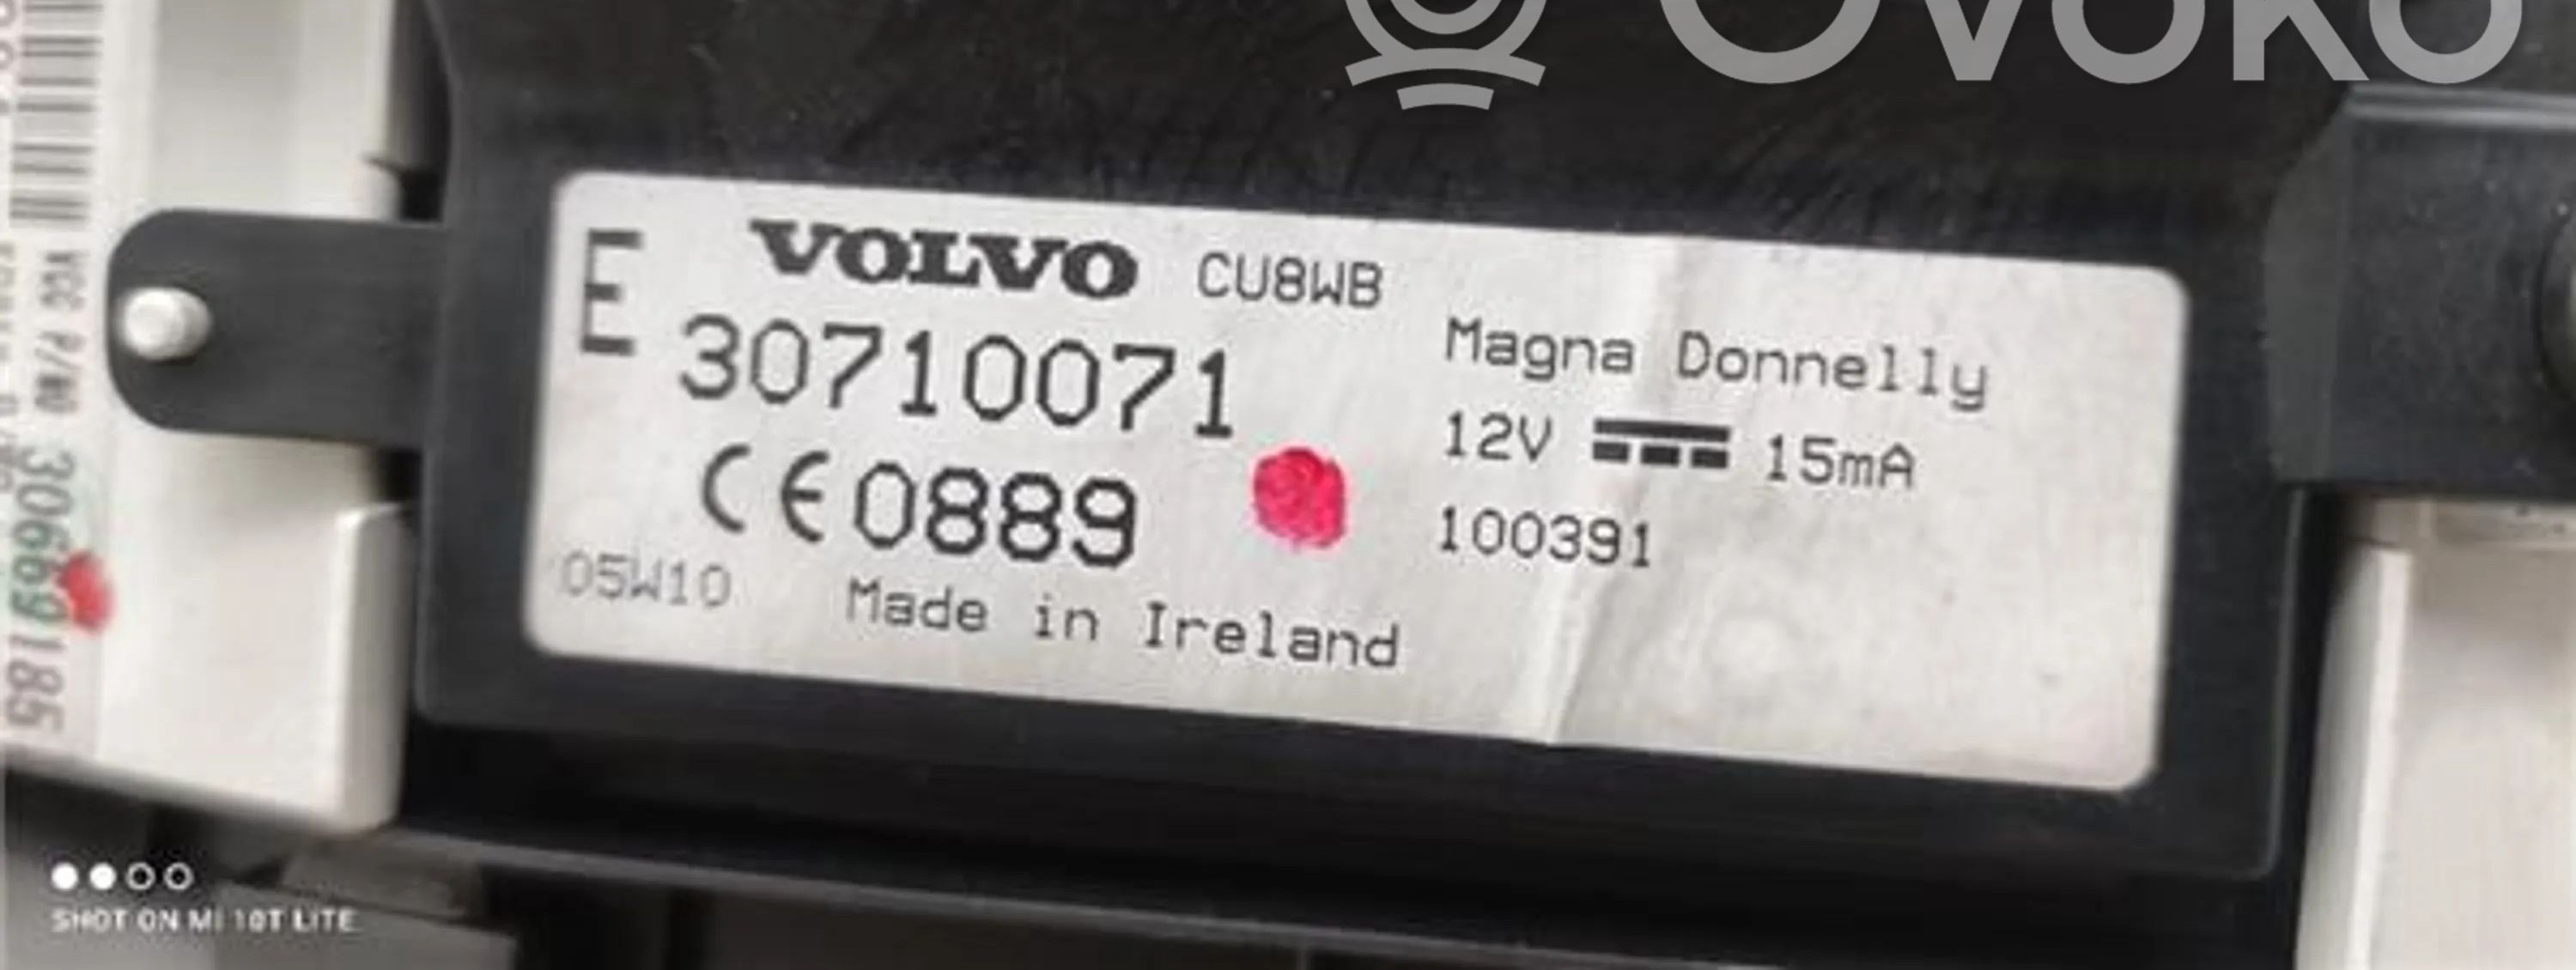 OVOKO
E VOLVO CU8WB
30710071
CE 0889
05W10 Made in Ireland
Magna Donnelly
12V 15mA
100391
VCC P/NO 30669185
SHOT ON MI 10T LITE